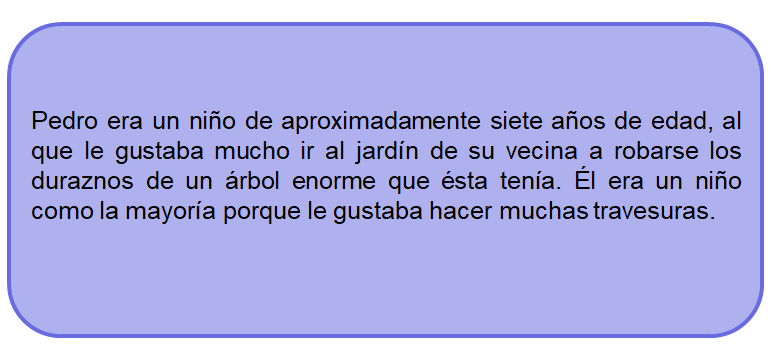 Pedro era un niño de aproximadamente siete años de edad, al
que le gustaba mucho ir al jardín de su vecina a robarse los
duraznos de un árbol enorme que ésta tenía. Él era un niño
como la mayoría porque le gustaba hacer muchas travesuras.